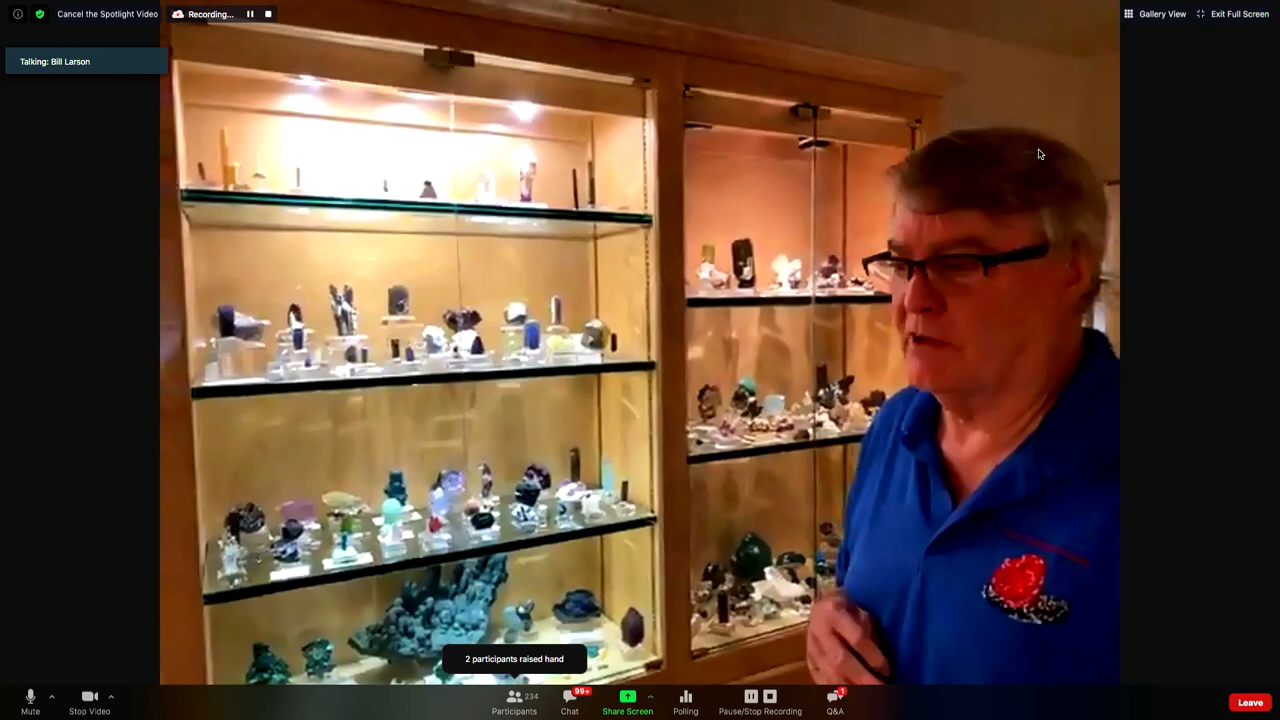 Cancel the Spotlight Video
Recording...
Gallery View
Exit Full Screen
Talking: Bill Larson
2 participants raised hand
Mute
Stop Video
234
Participants
99+
Chat
Share Screen
Polling
Pause/Stop Recording
1
Q&A
Leave